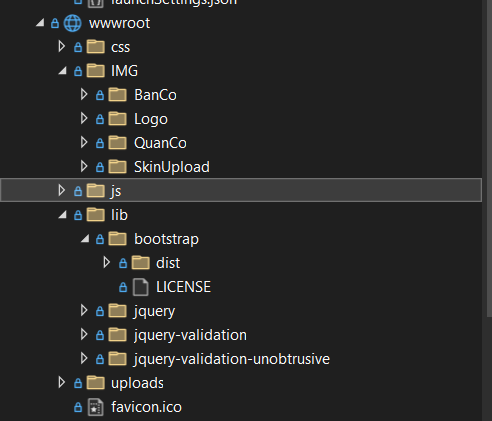 launchSettings.json
wwwroot
css
IMG
BanCo
Logo
QuanCo
SkinUpload
js
lib
bootstrap
dist
LICENSE
jquery
jquery-validation
jquery-validation-unobtrusive
uploads
favicon.ico